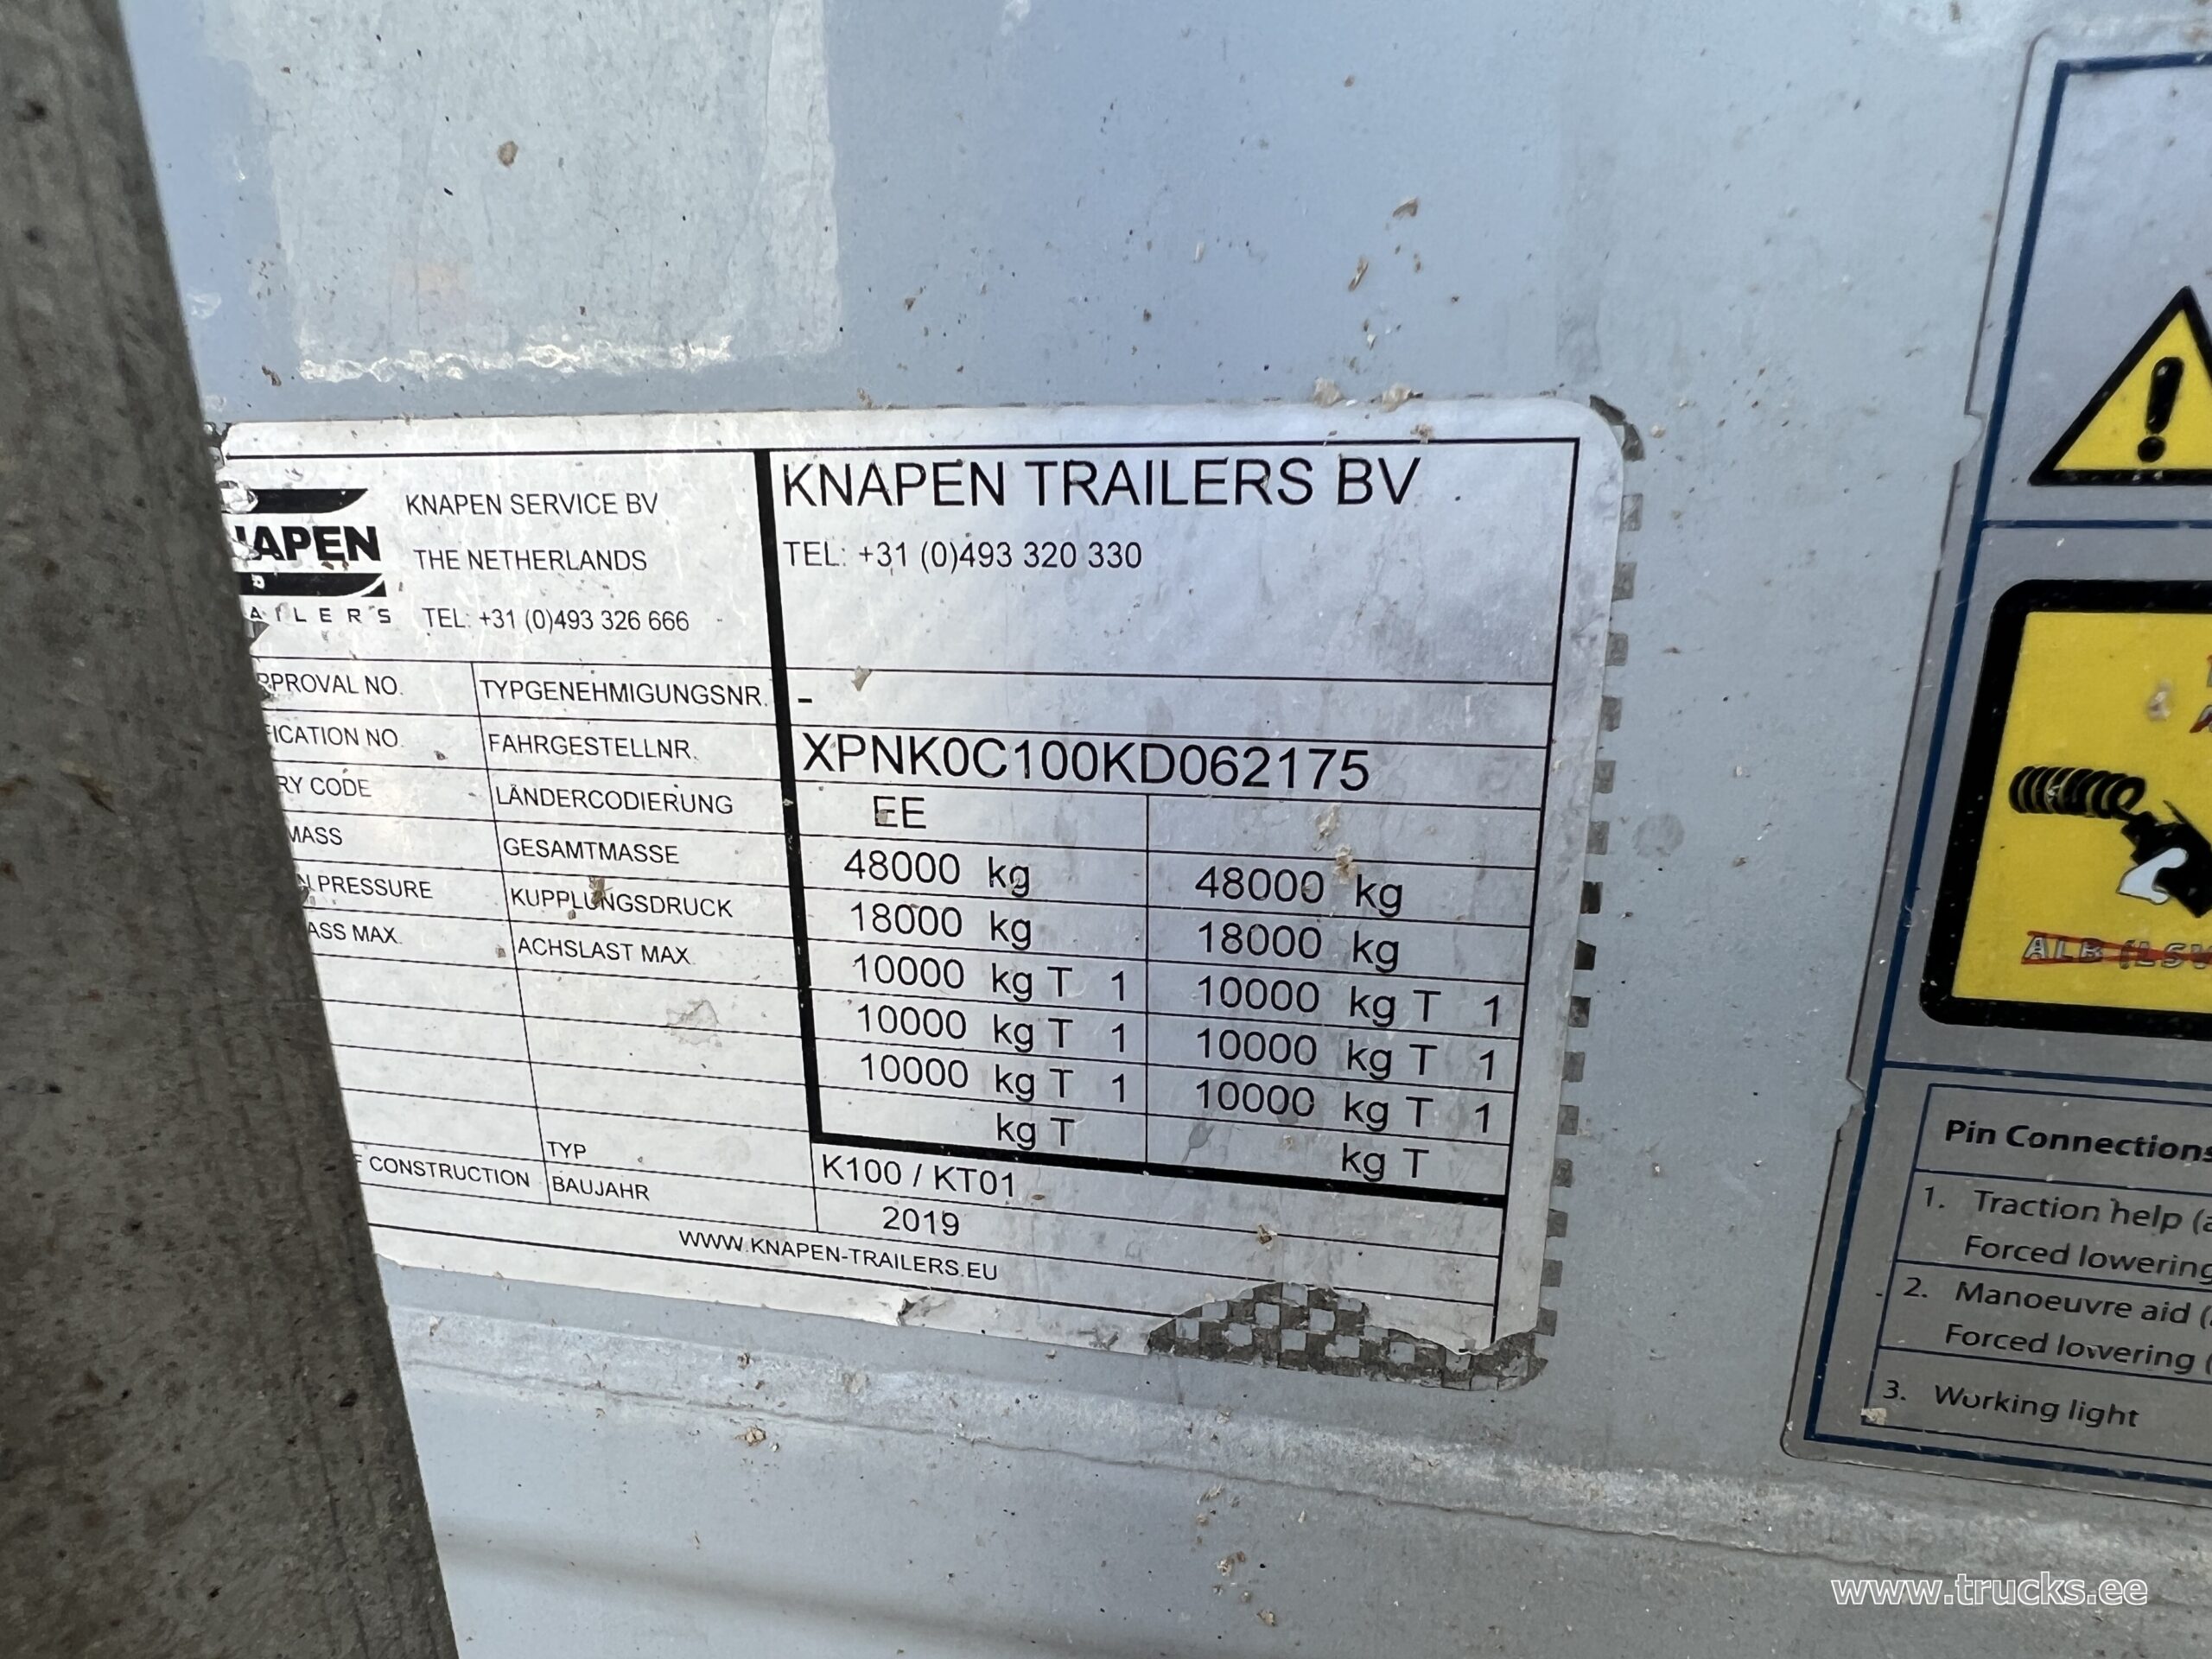 KNAPEN SERVICE BV
THE NETHERLANDS
TEL: +31 (0)493 326 666
KNAPEN TRAILERS BV
TEL: +31 (0)493 320 330
APEN
AILERS
PPROVAL NO. TYPGENEHMIGUNGSNR. -
FICATION NO. FAHRGESTELLNR. XPNK0C100KD062175
RY CODE LÄNDERCODIERUNG EE
MASS GESAMTMASSE 48000 kg 48000 kg
N PRESSURE KUPPLUNGSDRUCK 18000 kg 18000 kg
ASS MAX. ACHSLAST MAX. 10000 kg T 1 10000 kg T 1
10000 kg T 1 10000 kg T 1
10000 kg T 1 10000 kg T 1
kg T kg T
TYP K100 / KT01
F CONSTRUCTION BAUJAHR 2019
WWW.KNAPEN-TRAILERS.EU
ALB (LSV
Pin Connections
1. Traction help (a
Forced lowering
2. Manoeuvre aid (
Forced lowering (
3. Working light
www.trucks.ee